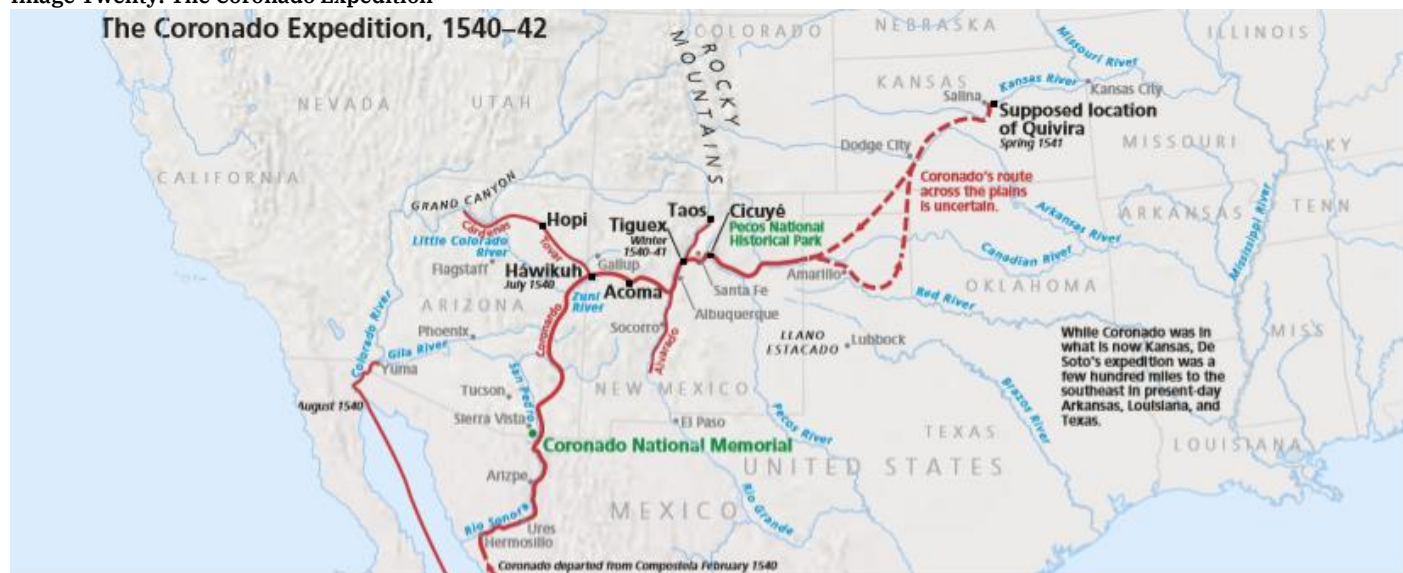 Image Twenty: The Coronado Expedition
The Coronado Expedition, 1540–42
COLORADO
NEBRASKA
ILLINOIS
ROCKY
MOUNTAINS
Missouri River
NEVADA
UTAH
KANSAS
Kansas River
Salina
Kansas City
Supposed location
of Quivira
Spring 1541
MISSOURI
KY
Dodge City
CALIFORNIA
Coronado's route
across the plains
is uncertain.
GRAND CANYON
Cárdenas
Hopi
Tovar
Little Colorado
River
Tiguex
Winter
1540–41
Taos
Cicuyé
Pecos National
Historical Park
ARKANSAS
TENN
Arkansas River
Mississippi River
Flagstaff
Háwikuh
July 1540
Gallup
Zuni
River
Acoma
Santa Fe
Amarillo
Canadian River
OKLAHOMA
Red River
ARIZONA
Colorado River
Phoenix
Gila River
Yuma
Coronado
Socorro
Alvarado
Albuquerque
LLANO
ESTACADO
Lubbock
MISS
While Coronado was in
what is now Kansas, De
Soto's expedition was a
few hundred miles to the
southeast in present-day
Arkansas, Louisiana, and
Texas.
August 1540
Tucson
San Pedro
Sierra Vista
NEW MEXICO
El Paso
Pecos River
Brazos River
Coronado National Memorial
TEXAS
LOUISIANA
UNITED STATES
Arizpe
MEXICO
Rio Grande
Rio Sonora
Ures
Hermosillo
Coronado departed from Compostela February 1540